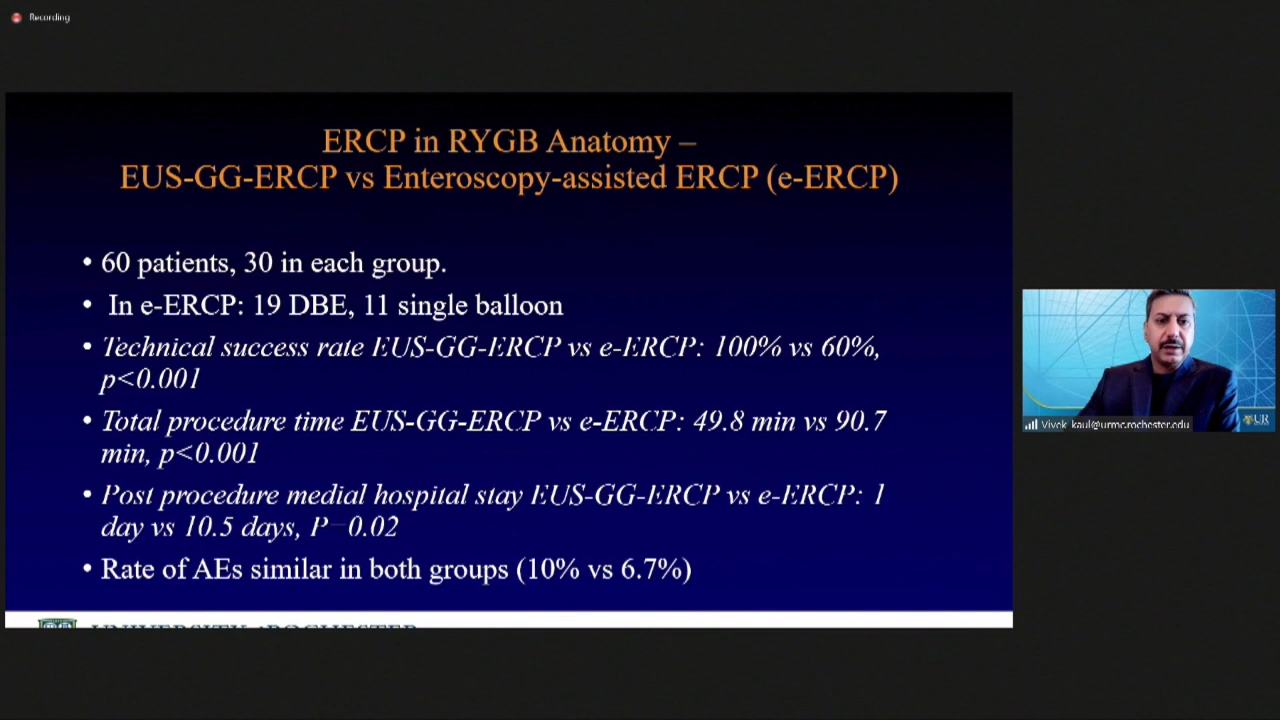 Recording
ERCP in RYGB Anatomy –
EUS-GG-ERCP vs Enteroscopy-assisted ERCP (e-ERCP)
• 60 patients, 30 in each group.
• In e-ERCP: 19 DBE, 11 single balloon
• Technical success rate EUS-GG-ERCP vs e-ERCP: 100% vs 60%,
p<0.001
• Total procedure time EUS-GG-ERCP vs e-ERCP: 49.8 min vs 90.7
min, p<0.001
• Post procedure medial hospital stay EUS-GG-ERCP vs e-ERCP: 1
day vs 10.5 days, P=0.02
• Rate of AEs similar in both groups (10% vs 6.7%)
UNIVERSITY of ROCHESTER
Vivek_kaul@urmc.rochester.edu
UR